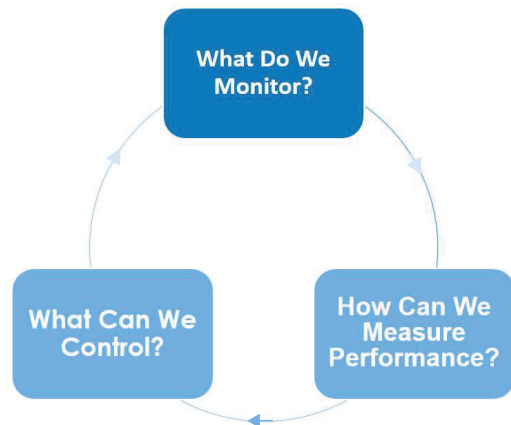 What Do We
Monitor?
How Can We
Measure
Performance?
What Can We
Control?